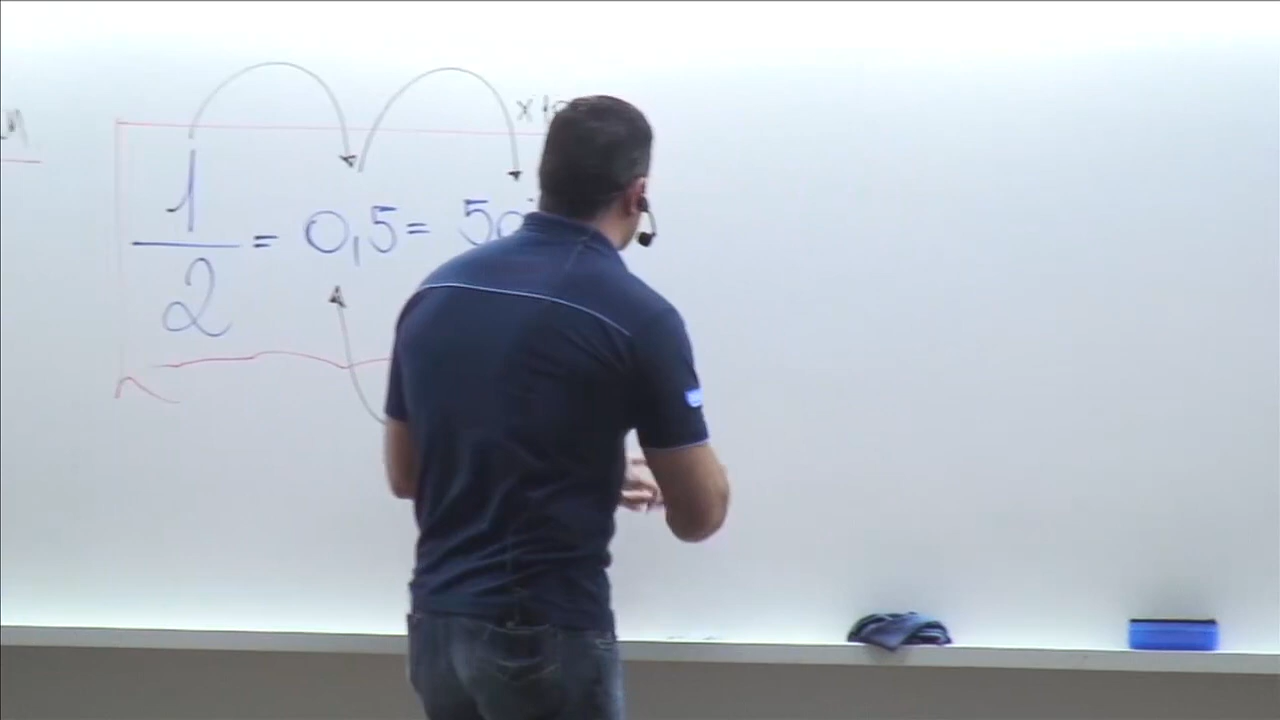 1
— = 0,5 = 50
2